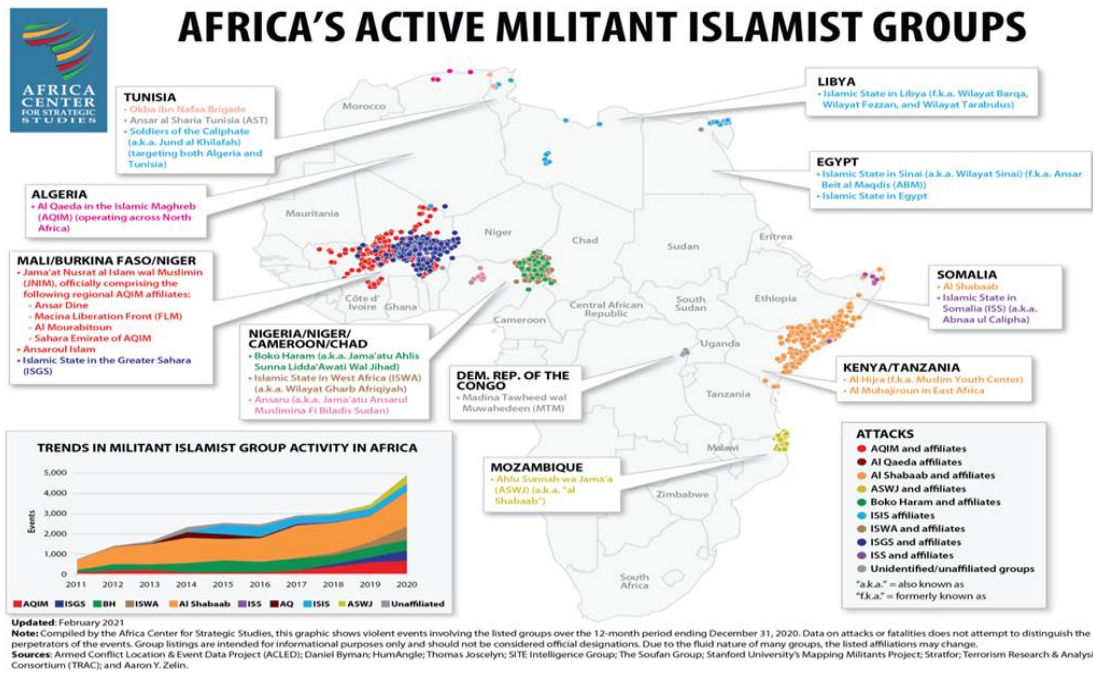 AFRICA'S ACTIVE MILITANT ISLAMIST GROUPS
AFRICA
CENTER
FOR STRATEGIC
STUDIES
TUNISIA
• Okba ibn Nafaa Brigade
• Ansar al Sharia Tunisia (AST)
• Soldiers of the Caliphate
(a.k.a. Jund al Khilafah)
(targeting both Algeria and
Tunisia)
LIBYA
• Islamic State in Libya (f.k.a. Wilayat Barqa,
Wilayat Fezzan, and Wilayat Tarabulus)
EGYPT
• Islamic State in Sinai (a.k.a. Wilayat Sinai) (f.k.a. Ansar
Beit al Maqdis (ABM))
• Islamic State in Egypt
ALGERIA
• Al Qaeda in the Islamic Maghreb
(AQIM) (operating across North
Africa)
MALI/BURKINA FASO/NIGER
• Jama'at Nusrat al Islam wal Muslimin
(JNIM), officially comprising the
following regional AQIM affiliates:
- Ansar Dine
- Macina Liberation Front (FLM)
- Al Mourabitoun
- Sahara Emirate of AQIM
• Ansaroul Islam
• Islamic State in the Greater Sahara
(ISGS)
NIGERIA/NIGER/
CAMEROON/CHAD
• Boko Haram (a.k.a. Jama'atu Ahlis
Sunna Lidda'Awati Wal Jihad)
• Islamic State in West Africa (ISWA)
(a.k.a. Wilayat Gharb Afriqiyah)
• Ansaru (a.k.a. Jama'atu Ansarul
Muslimina Fi Biladis Sudan)
DEM. REP. OF THE
CONGO
• Madina Tawheed wal
Muwahedeen (MTM)
SOMALIA
• Al Shabaab
• Islamic State in
Somalia (ISS) (a.k.a.
Abnaa ul Calipha)
KENYA/TANZANIA
• Al Hijra (f.k.a. Muslim Youth Center)
• Al Muhajiroun in East Africa
MOZAMBIQUE
• Ahlu Sunnah wa Jama'a
(ASWJ) (a.k.a. "al
Shabaab")
Morocco
Mauritania
Niger
Chad
Sudan
Eritrea
Côte d'
Ivoire
Ghana
Cameroon
Central African
Republic
South
Sudan
Ethiopia
Uganda
Tanzania
Malawi
Zimbabwe
South
Africa
ATTACKS
AQIM and affiliates
Al Qaeda affiliates
Al Shabaab and affiliates
ASWJ and affiliates
Boko Haram and affiliates
ISIS affiliates
ISWA and affiliates
ISGS and affiliates
ISS and affiliates
Unidentified/unaffiliated groups
"a.k.a." = also known as
"f.k.a." = formerly known as
TRENDS IN MILITANT ISLAMIST GROUP ACTIVITY IN AFRICA
Events
5,000
4,000
3,000
2,000
1,000
0
2011 2012 2013 2014 2015 2016 2017 2018 2019 2020
AQIM ISGS BH ISWA Al Shabaab ISS AQ ISIS ASWJ Unaffiliated
Updated: February 2021
Note: Compiled by the Africa Center for Strategic Studies, this graphic shows violent events involving the listed groups over the 12-month period ending December 31, 2020. Data on attacks or fatalities does not attempt to distinguish the
perpetrators of the events. Group listings are intended for informational purposes only and should not be considered official designations. Due to the fluid nature of many groups, the listed affiliations may change.
Sources: Armed Conflict Location & Event Data Project (ACLED); Daniel Byman; HumAngle; Thomas Joscelyn; SITE Intelligence Group; The Soufan Group; Stanford University's Mapping Militants Project; Stratfor; Terrorism Research & Analysi
Consortium (TRAC); and Aaron Y. Zelin.